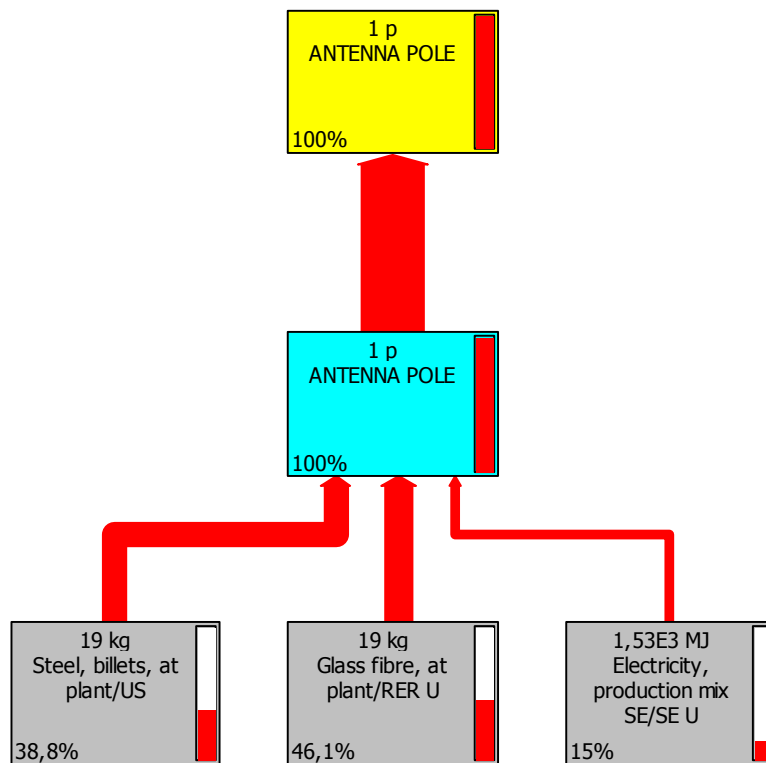 1 p
ANTENNA POLE
100%
1 p
ANTENNA POLE
100%
19 kg
Steel, billets, at
plant/US
38,8%
19 kg
Glass fibre, at
plant/RER U
46,1%
1,53E3 MJ
Electricity,
production mix
SE/SE U
15%